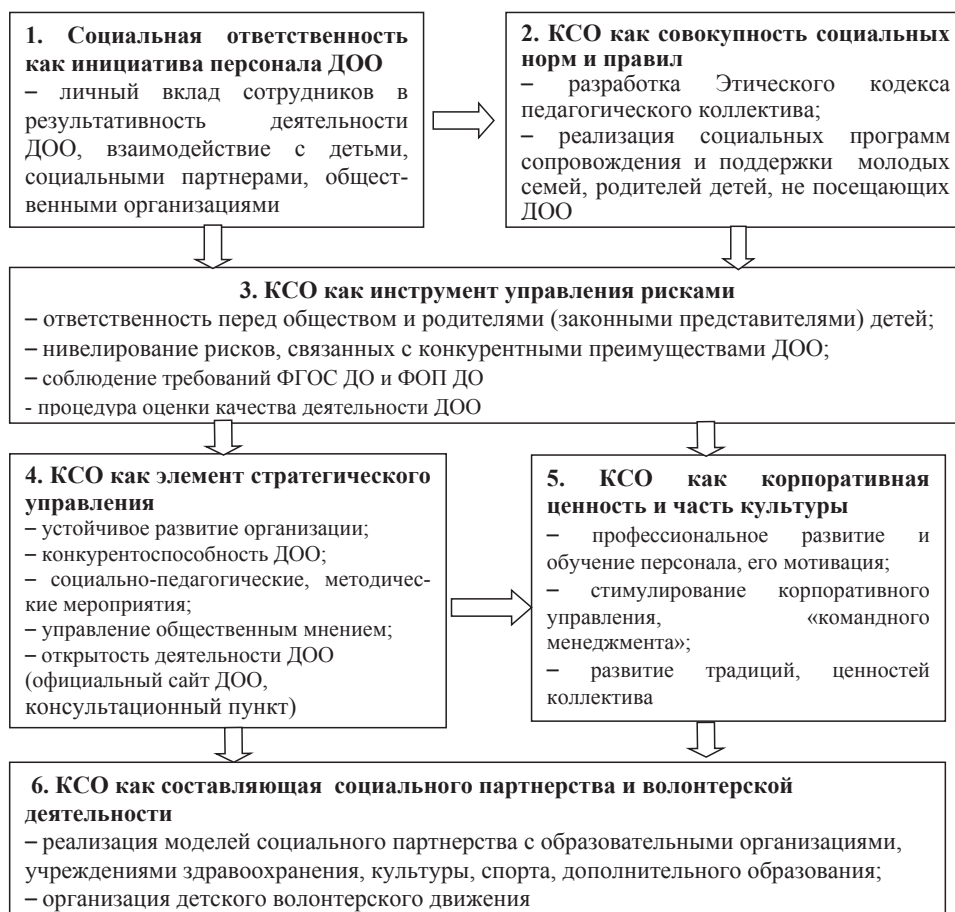 1. Социальная ответственность
как инициатива персонала ДОО
– личный вклад сотрудников в
результативность деятельности
ДОО, взаимодействие с детьми,
социальными партнерами, общест-
венными организациями
2. КСО как совокупность социальных
норм и правил
– разработка Этического кодекса
педагогического коллектива;
– реализация социальных программ
сопровождения и поддержки молодых
семей, родителей детей, не посещающих
ДОО
3. КСО как инструмент управления рисками
– ответственность перед обществом и родителями (законными представителями) детей;
– нивелирование рисков, связанных с конкурентными преимуществами ДОО;
– соблюдение требований ФГОС ДО и ФОП ДО
- процедура оценки качества деятельности ДОО
4. КСО как элемент стратегического
управления
– устойчивое развитие организации;
– конкурентоспособность ДОО;
– социально-педагогические, методичес-
кие мероприятия;
– управление общественным мнением;
– открытость деятельности ДОО
(официальный сайт ДОО,
консультационный пункт)
5. КСО как корпоративная
ценность и часть культуры
– профессиональное развитие и
обучение персонала, его мотивация;
– стимулирование корпоративного
управления, «командного
менеджмента»;
– развитие традиций, ценностей
коллектива
6. КСО как составляющая социального партнерства и волонтерской
деятельности
– реализация моделей социального партнерства с образовательными организациями,
учреждениями здравоохранения, культуры, спорта, дополнительного образования;
– организация детского волонтерского движения